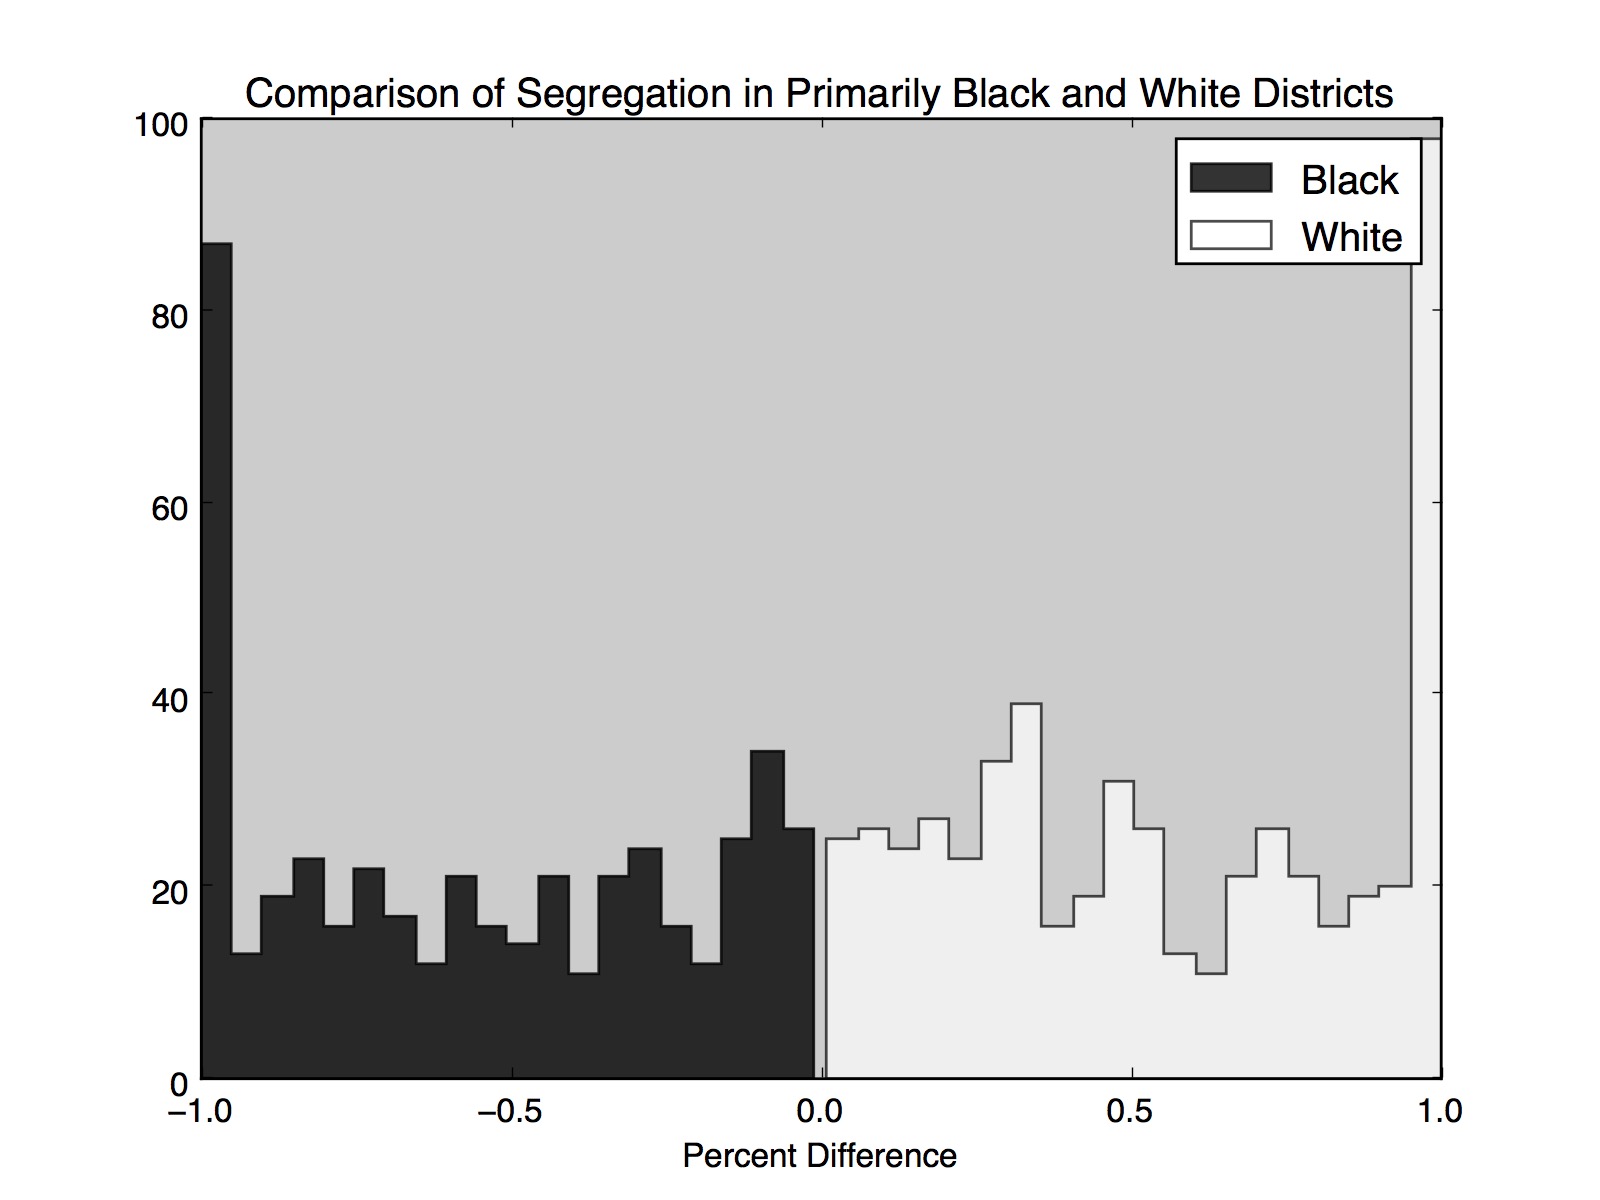 Comparison of Segregation in Primarily Black and White Districts
100
80
60
40
20
0
Black
White
−1.0
−0.5
0.0
0.5
1.0
Percent Difference